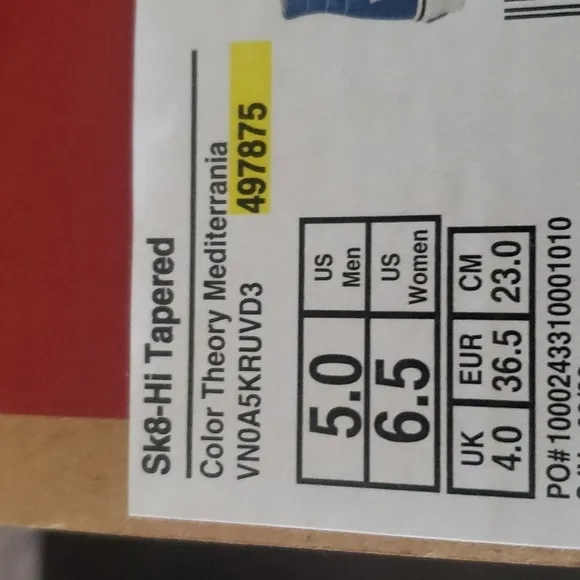 Sk8-Hi Tapered
Color Theory Mediterrania
VN0A5KRUVD3 497875
5.0 US Men
6.5 US Women
UK EUR CM
4.0 36.5 23.0
PO# 1000243310001010